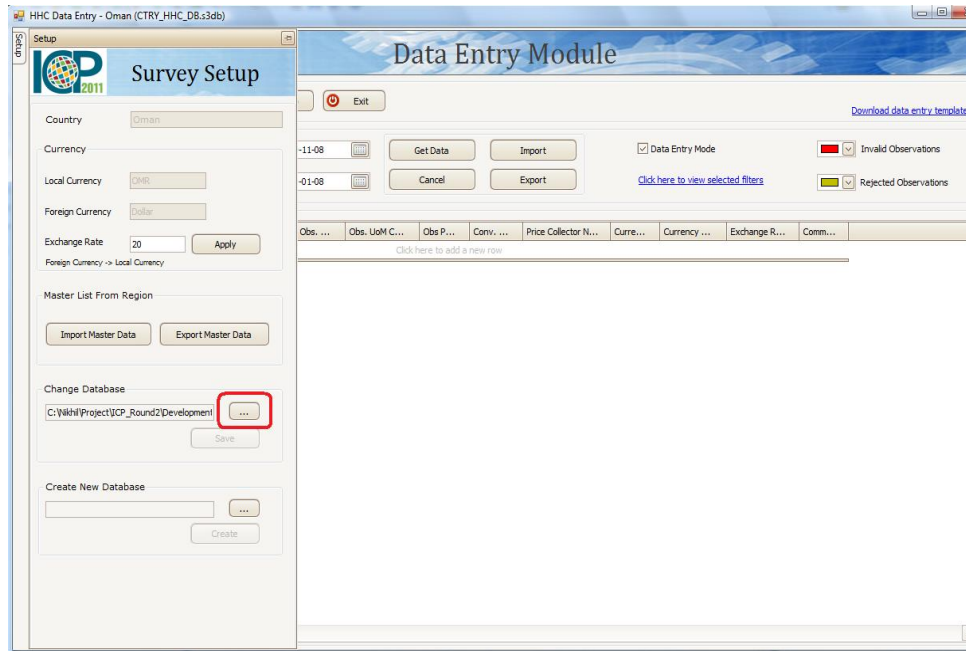 HHC Data Entry - Oman (CTRY_HHC_DB.s3db)
Setup
Setup
ICP
2011
Survey Setup
Data Entry Module
Exit
Download data entry template
Country
Oman
Currency
Local Currency
OMR
Foreign Currency
Dollar
Exchange Rate
20
Apply
Foreign Currency -> Local Currency
Master List From Region
Import Master Data
Export Master Data
Change Database
C:\Nikhil\Project\ICP_Round2\Development
...
Save
Create New Database
...
Create
-11-08
Get Data
Import
Data Entry Mode
Invalid Observations
-01-08
Cancel
Export
Click here to view selected filters
Rejected Observations
Obs. ...
Obs. UoM C...
Obs P...
Conv. ...
Price Collector N...
Curre...
Currency ...
Exchange R...
Comm...
Click here to add a new row